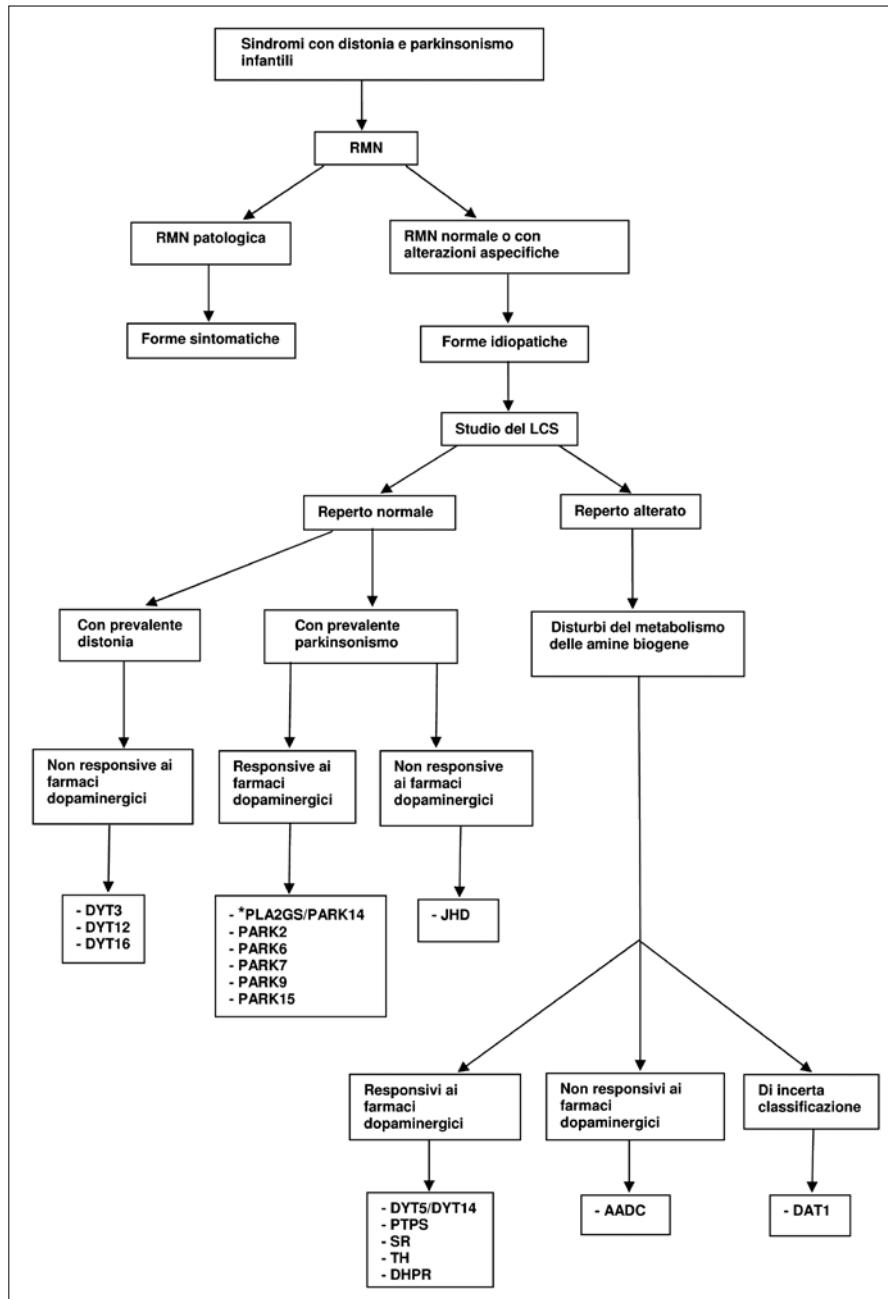 Sindromi con distonia e parkinsonismo
infantili
RMN
RMN patologica
RMN normale o con
alterazioni aspecifiche
Forme sintomatiche
Forme idiopatiche
Studio del LCS
Reperto normale
Reperto alterato
Con prevalente
distonia
Con prevalente
parkinsonismo
Disturbi del metabolismo
delle amine biogene
Non responsive ai
farmaci
dopaminergici
Responsive ai
farmaci
dopaminergici
Non responsive
ai farmaci
dopaminergici
- DYT3
- DYT12
- DYT16
- *PLA2GS/PARK14
- PARK2
- PARK6
- PARK7
- PARK9
- PARK15
- JHD
Responsivi ai
farmaci
dopaminergici
Non responsivi ai
farmaci
dopaminergici
Di incerta
classificazione
- DYT5/DYT14
- PTPS
- SR
- TH
- DHPR
- AADC
- DAT1